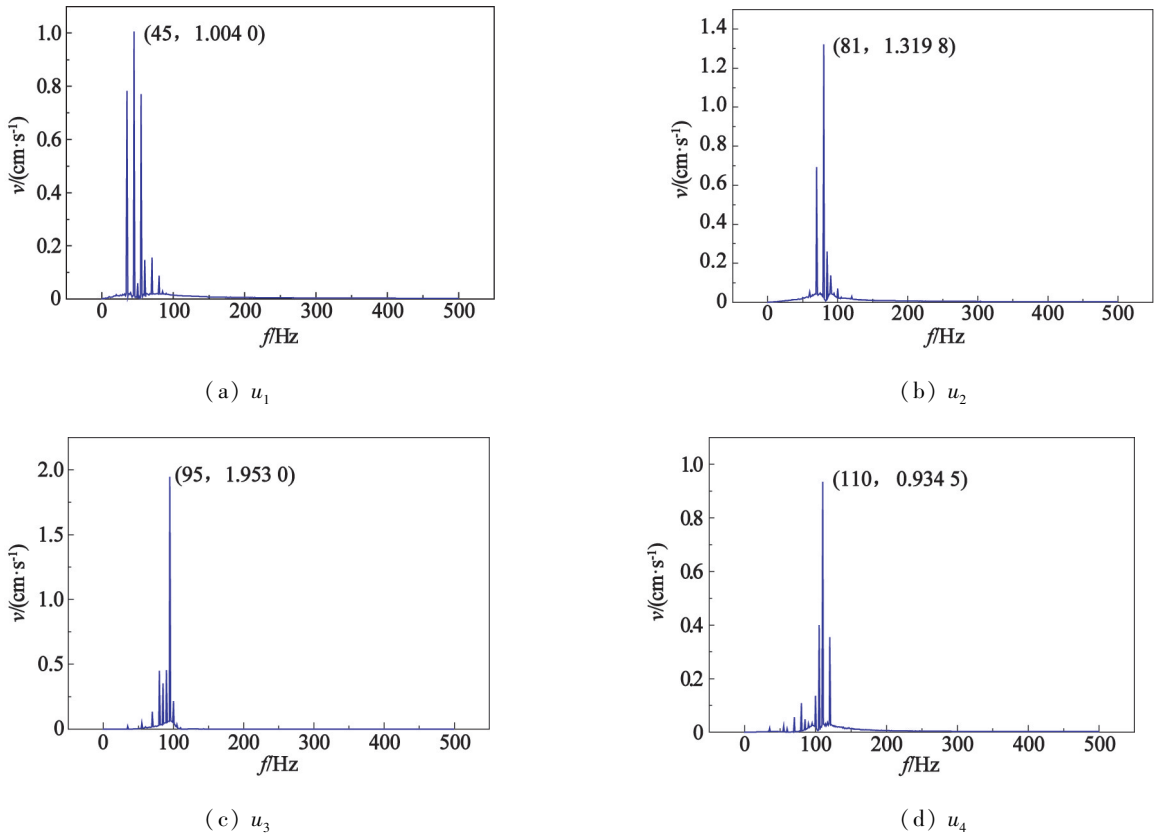 1.0
0.8
0.6
0.4
0.2
0
v/(cm·s⁻¹)
(45, 1.004 0)
0 100 200 300 400 500
f/Hz
(a) u₁
1.4
1.2
1.0
0.8
0.6
0.4
0.2
0
v/(cm·s⁻¹)
(81, 1.319 8)
0 100 200 300 400 500
f/Hz
(b) u₂
2.0
1.5
1.0
0.5
0
v/(cm·s⁻¹)
(95, 1.953 0)
0 100 200 300 400 500
f/Hz
(c) u₃
1.0
0.8
0.6
0.4
0.2
0
v/(cm·s⁻¹)
(110, 0.934 5)
0 100 200 300 400 500
f/Hz
(d) u₄